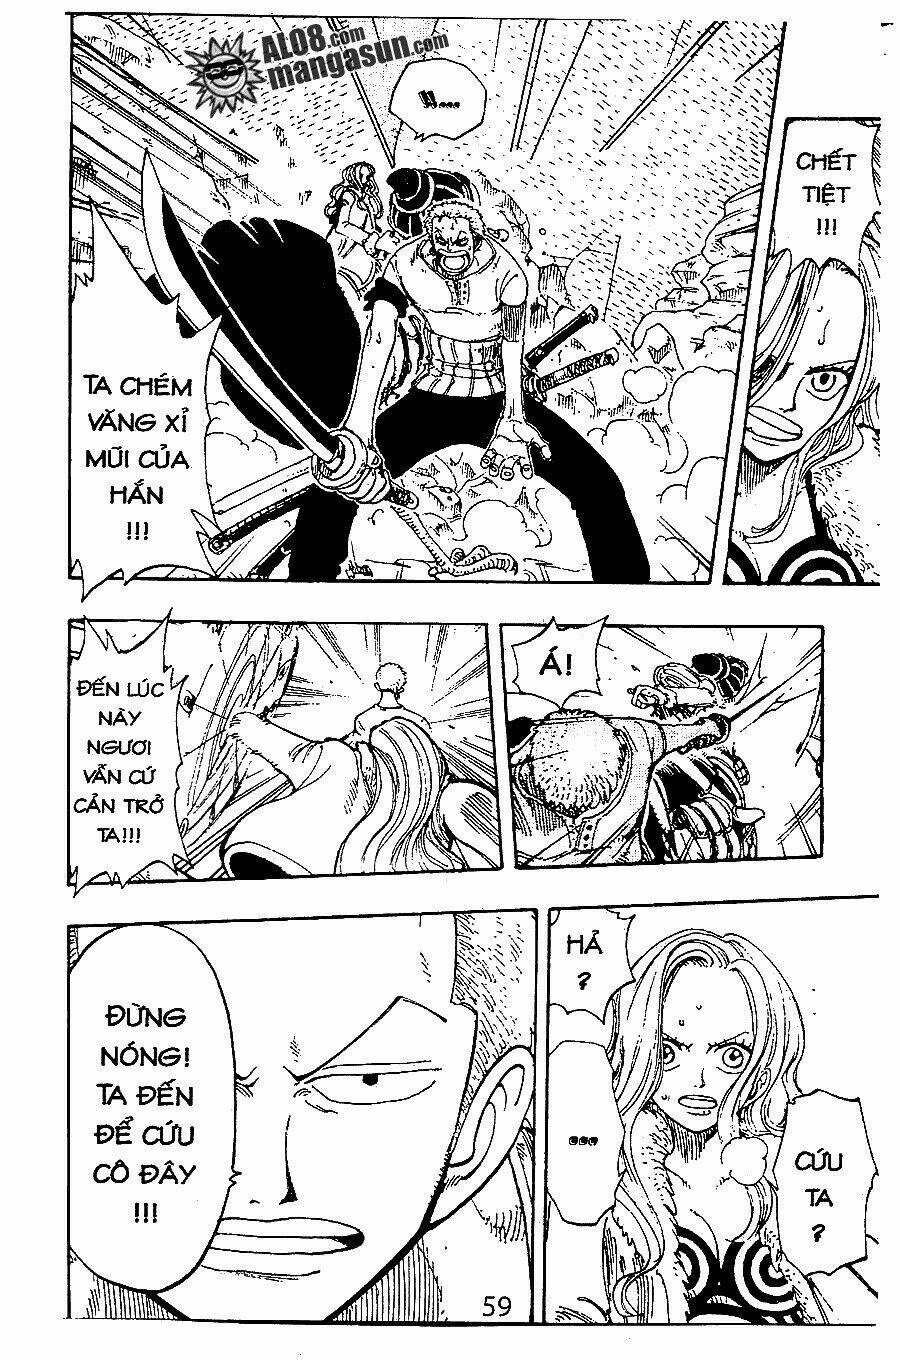 AL08.com
mangasun.com
!!...
CHẾT
TIỆT
!!!
TA CHÉM
VĂNG XỈ
MŨI CỦA
HẮN
!!!
Á!
ĐẾN LÚC
NÀY
NGƯƠI
VẪN CỨ
CẢN TRỞ
TA!!!
HẢ
?
...
CỨU
TA
?
ĐỪNG
NÓNG!
TA ĐẾN
ĐỂ CỨU
CÔ ĐÂY
!!!
59